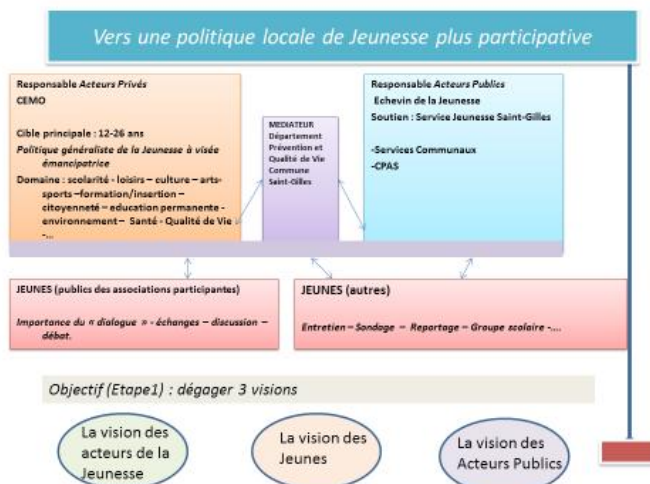 Vers une politique locale de Jeunesse plus participative
Responsable Acteurs Privés
CEMO
Cible principale : 12-26 ans
Politique généraliste de la Jeunesse à visée
émancipatrice
Domaine : scolarité - loisirs – culture – arts-
sports –formation/insertion –
citoyenneté – education permanente -
environnement – Santé - Qualité de Vie
-...
MEDIATEUR
Département
Prévention et
Qualité de Vie
Commune
Saint-Gilles
Responsable Acteurs Publics
Echevin de la Jeunesse
Soutien : Service Jeunesse Saint-Gilles
-Services Communaux
-CPAS
JEUNES (publics des associations participantes)
Importance du « dialogue » - échanges – discussion –
débat.
JEUNES (autres)
Entretien – Sondage – Reportage – Groupe scolaire -....
Objectif (Etape1) : dégager 3 visions
La vision des
acteurs de la
Jeunesse
La vision des
Jeunes
La vision des
Acteurs Publics